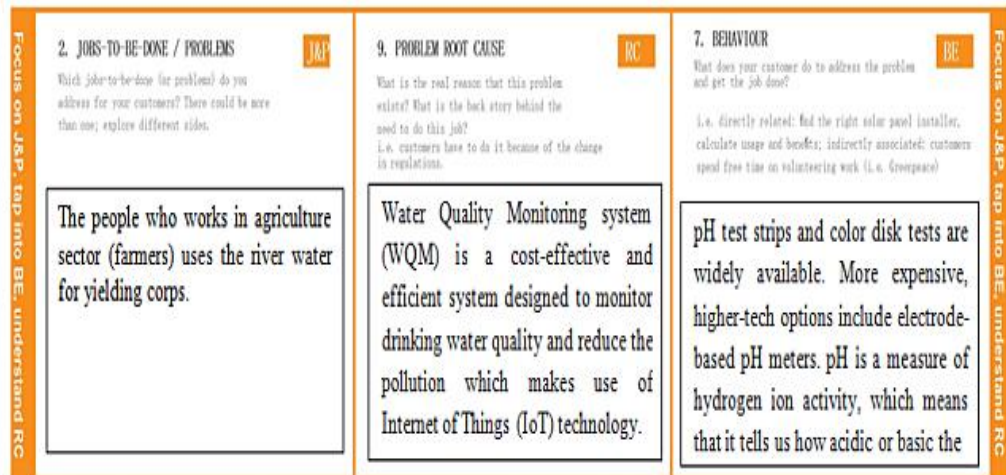 Focus on J&P, tap into BE, understand RC
2. JOBS-TO-BE-DONE / PROBLEMS
J&P
Which jobs-to-be-done (or problems) do you
address for your customers? There could be more
than one; explore different sides.
The people who works in agriculture
sector (farmers) uses the river water
for yielding corps.
9. PROBLEM ROOT CAUSE
RC
What is the real reason that this problem
exists? What is the back story behind the
need to do this job?
i.e. customers have to do it because of the change
in regulations.
Water Quality Monitoring system
(WQM) is a cost-effective and
efficient system designed to monitor
drinking water quality and reduce the
pollution which makes use of
Internet of Things (IoT) technology.
7. BEHAVIOUR
BE
What does your customer do to address the problem
and get the job done?
i.e. directly related: find the right solar panel installer,
calculate usage and benefits; indirectly associated: customers
spend free time on volunteering work (i.e. Greenpeace)
pH test strips and color disk tests are
widely available. More expensive,
higher-tech options include electrode-
based pH meters. pH is a measure of
hydrogen ion activity, which means
that it tells us how acidic or basic the
Focus on J&P, tap into BE, understand RC